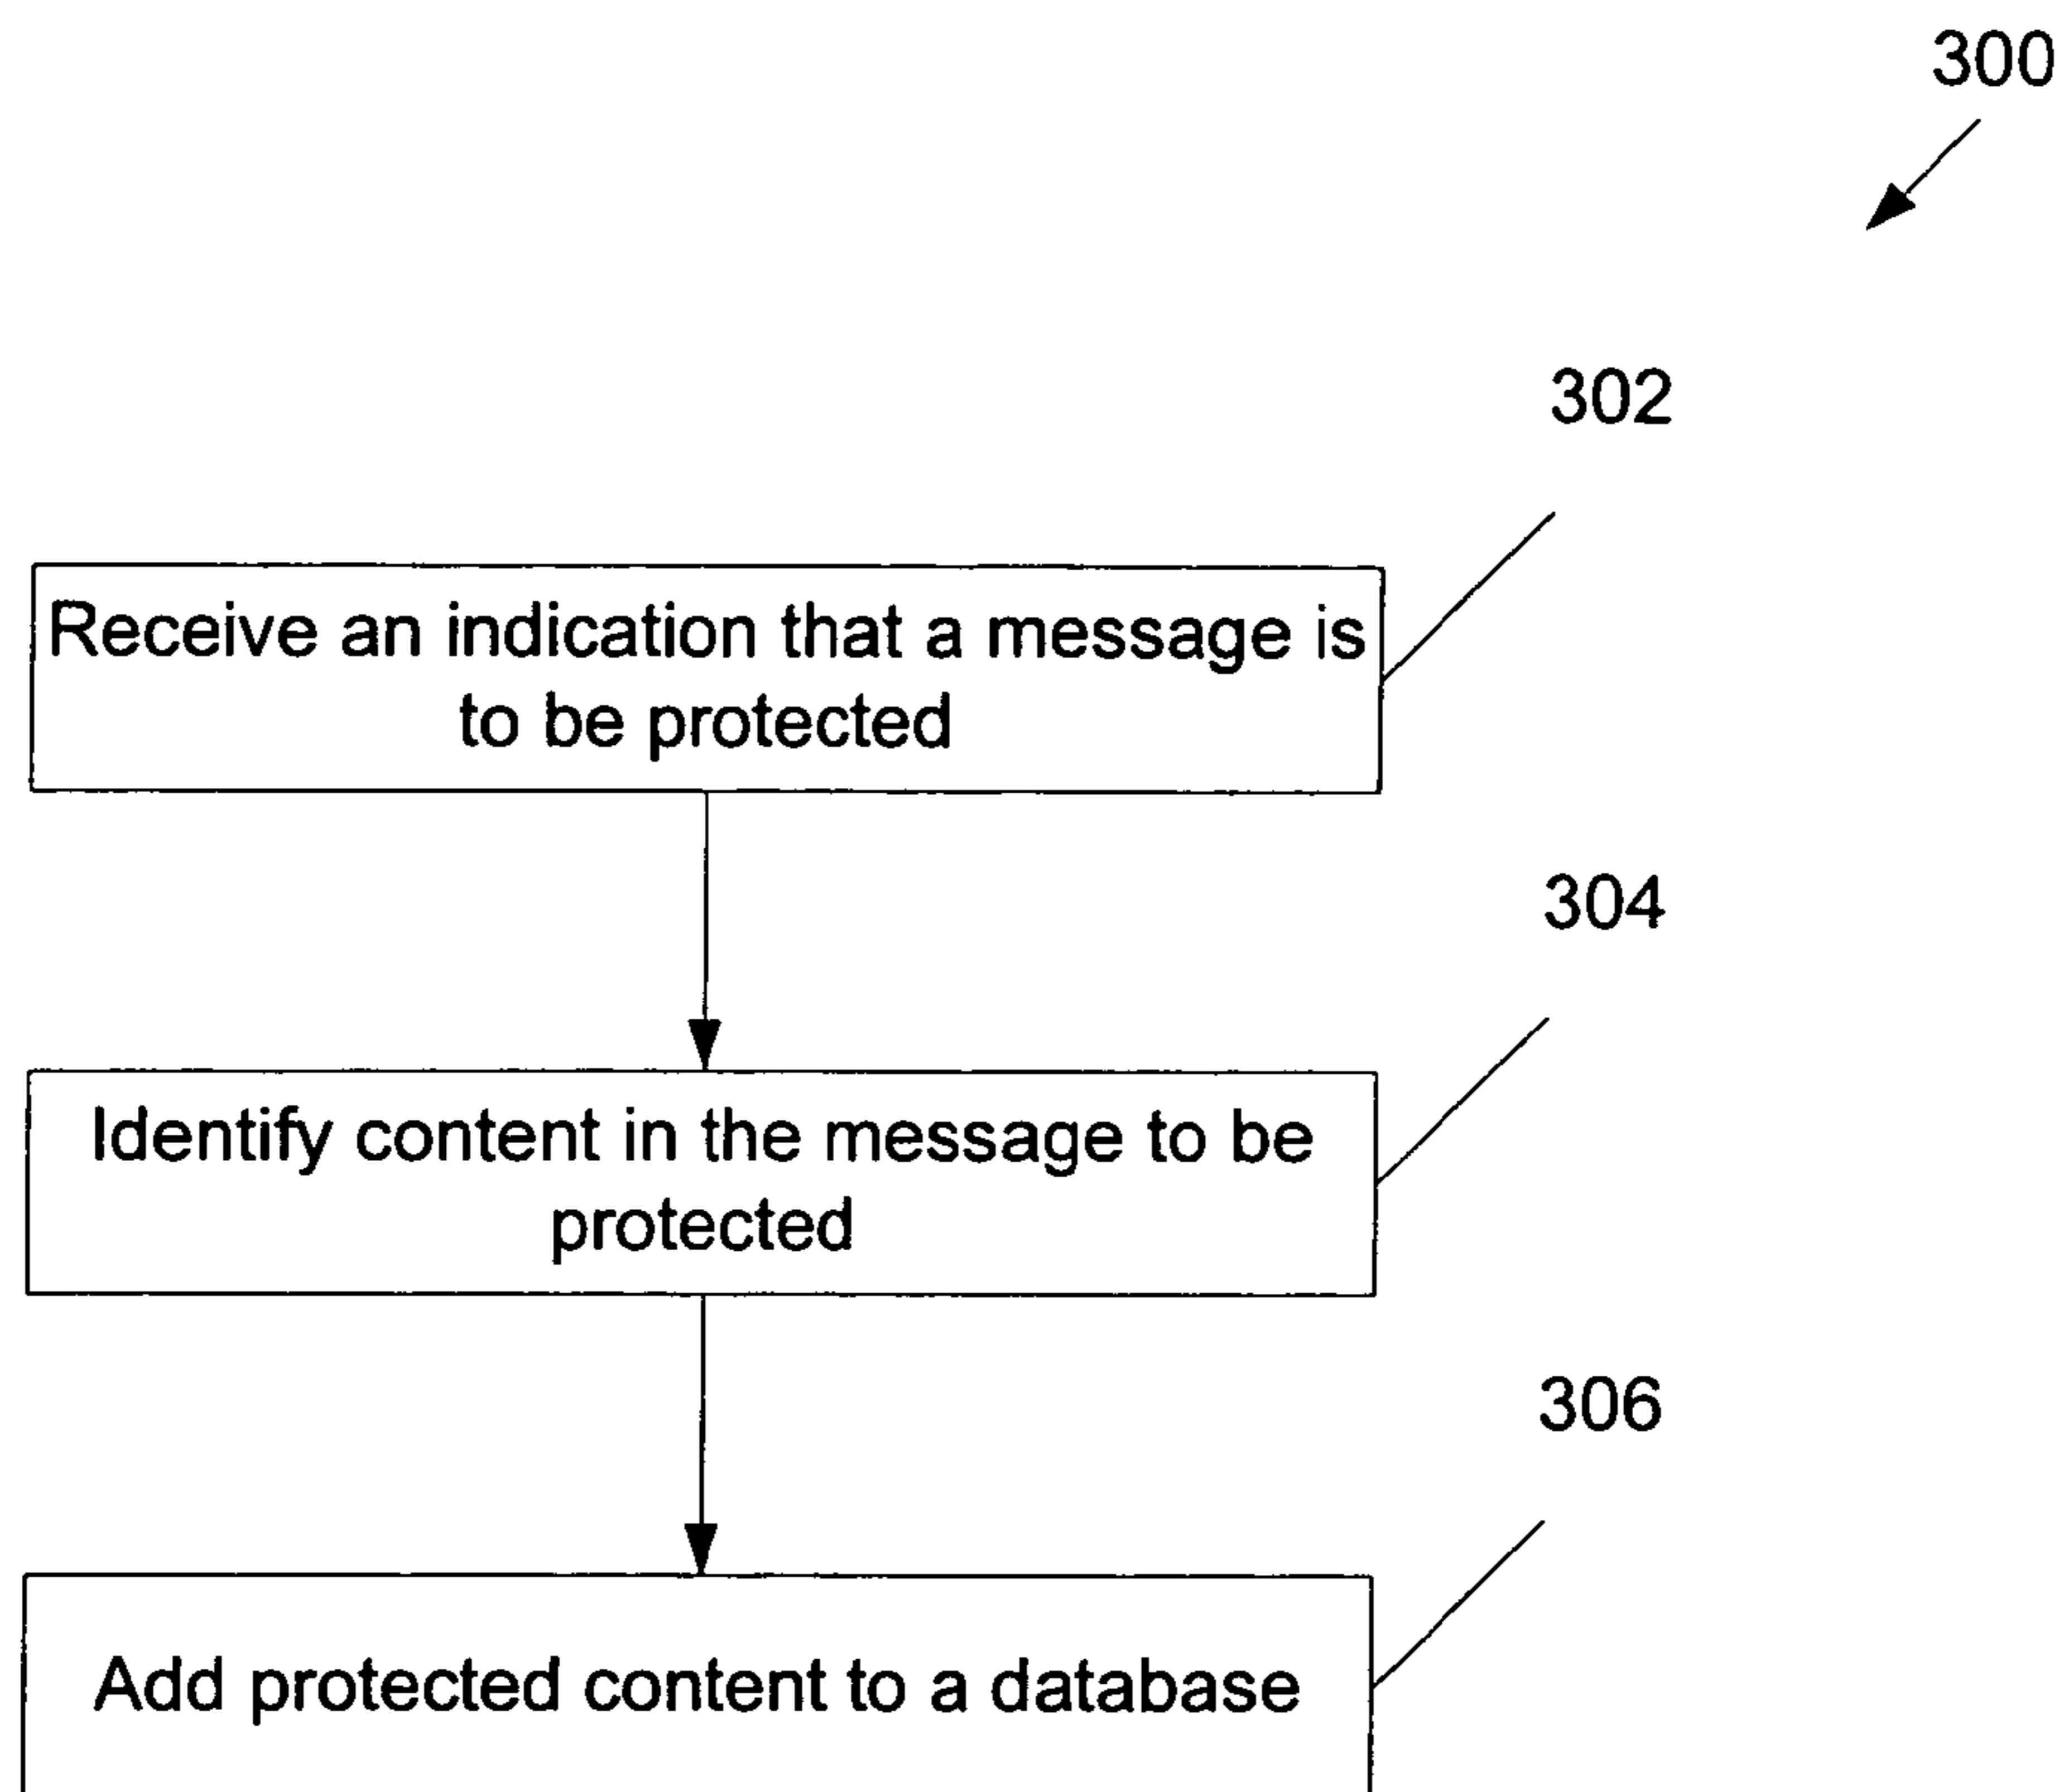 300
302
Receive an indication that a message is
to be protected
304
Identify content in the message to be
protected
306
Add protected content to a database